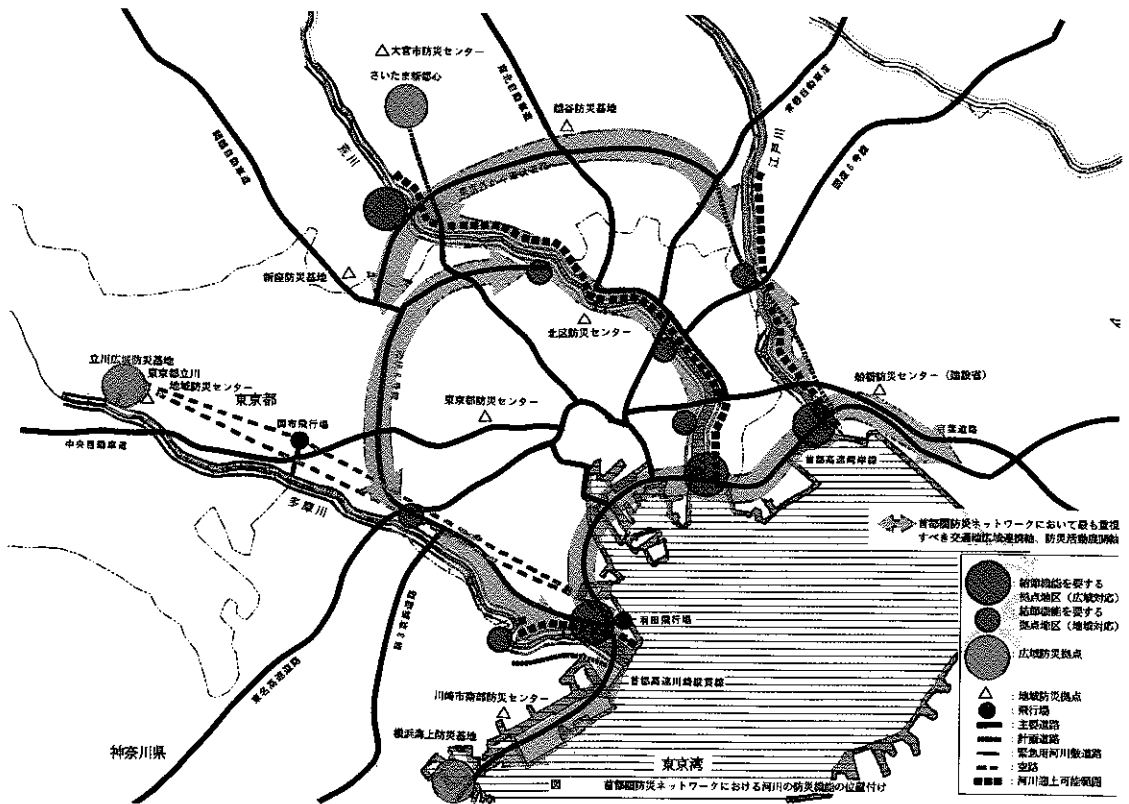 大宮市防災センター
さいたま新都心
東北自動車道
常磐自動車道
越谷防災基地
江戸川
国道6号線
荒川
関越自動車道
新座防災基地
北区防災センター
立川広域防災基地
東京都立川
地域防災センター
東京都
調布飛行場
東京都防災センター
船橋防災センター（建設省）
中央自動車道
京葉道路
首都高速湾岸線
多摩川
首都圏防災ネットワークにおいて最も重視
すべき交通軸広域連携軸、防災活動展開軸
結節機能を要する
拠点地区（広域対応）
結節機能を要する
拠点地区（地域対応）
広域防災拠点
：地域防災拠点
：飛行場
：主要道路
：計画道路
：緊急用河川敷道路
：空路
：河川遡上可能範囲
羽田飛行場
第3京浜道路
東名高速道路
首都高速川崎縦貫線
川崎市南部防災センター
横浜海上防災基地
神奈川県
東京湾
図　首都圏防災ネットワークにおける河川の防災機能の位置付け